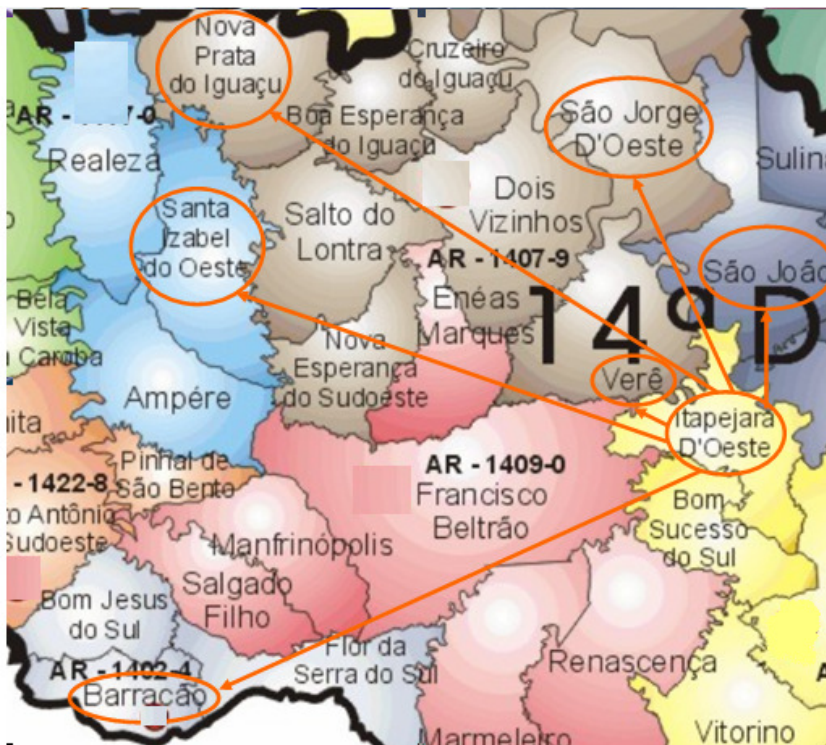 Nova
Prata
do Iguaçu
Cruzeiro
do Iguaçu
São Jorge
D'Oeste
Boa Esperança
do Iguaçu
Realeza
Sulina
Santa
Izabel
do Oeste
Salto do
Lontra
Dois
Vizinhos
AR - 1407-9
São João
Enéas
Marques
14º D
Bela
Vista
Caroba
Nova
Esperança
do Sudoeste
Verê
Ampére
Itapejara
D'Oeste
Pinhal de
São Bento
AR - 1409-0
Francisco
Beltrão
- 1422-8
Antônio
Sudoeste
Bom
Sucesso
do Sul
Manfrinópolis
Salgado
Filho
Bom Jesus
do Sul
Flor da
Serra do Sul
Renascença
AR - 1402-4
Barracão
Marmeleiro
Vitorino